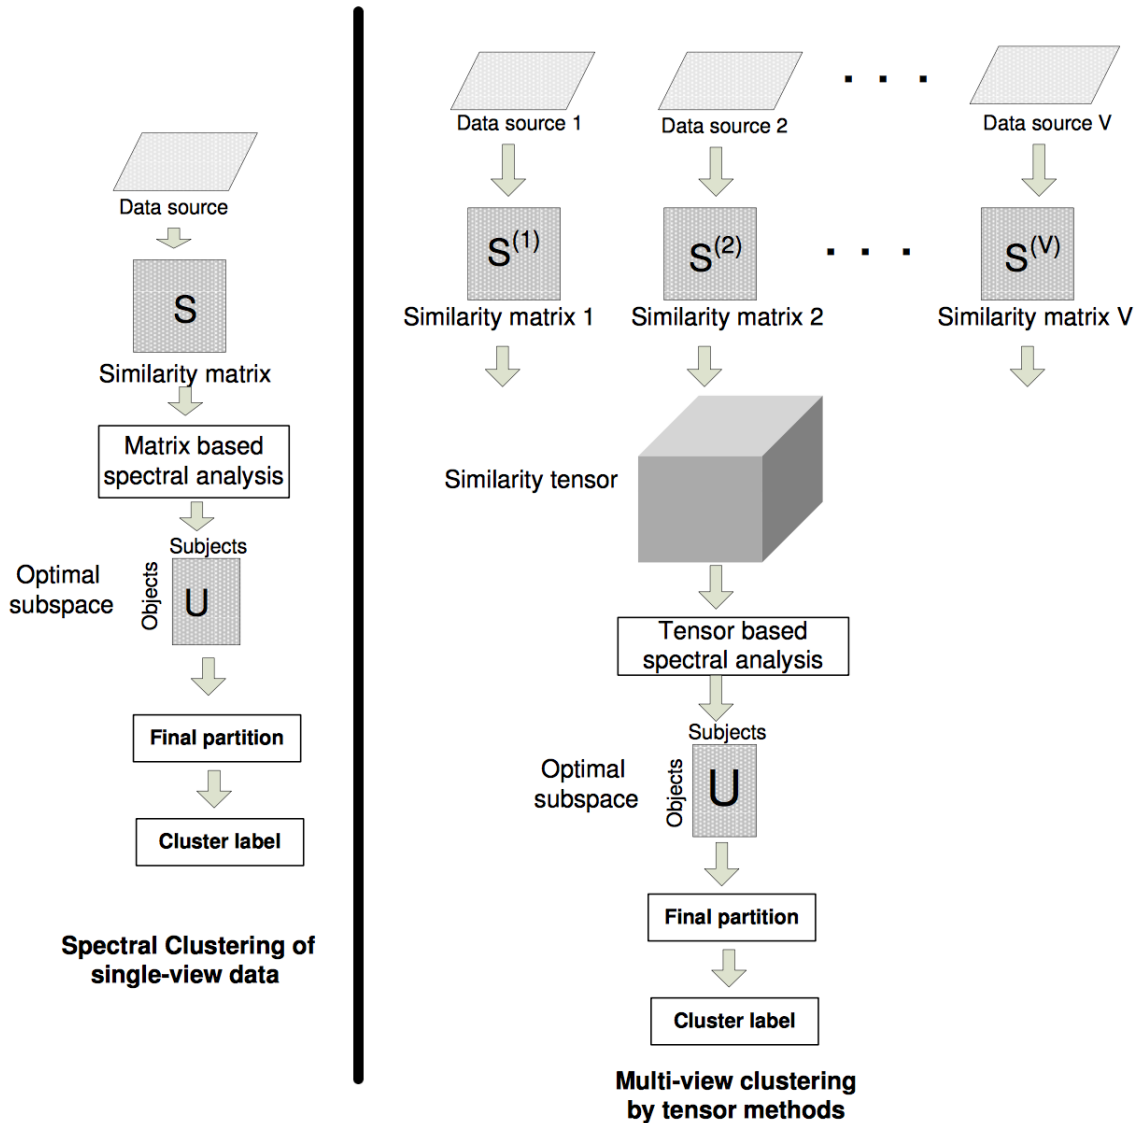 Data source
S
Similarity matrix
Matrix based
spectral analysis
Subjects
Objects
U
Optimal
subspace
Final partition
Cluster label
Spectral Clustering of
single-view data
Data source 1
Data source 2
. . .
Data source V
S(1)
S(2)
. . .
S(V)
Similarity matrix 1
Similarity matrix 2
Similarity matrix V
Similarity tensor
Tensor based
spectral analysis
Subjects
Objects
U
Optimal
subspace
Final partition
Cluster label
Multi-view clustering
by tensor methods